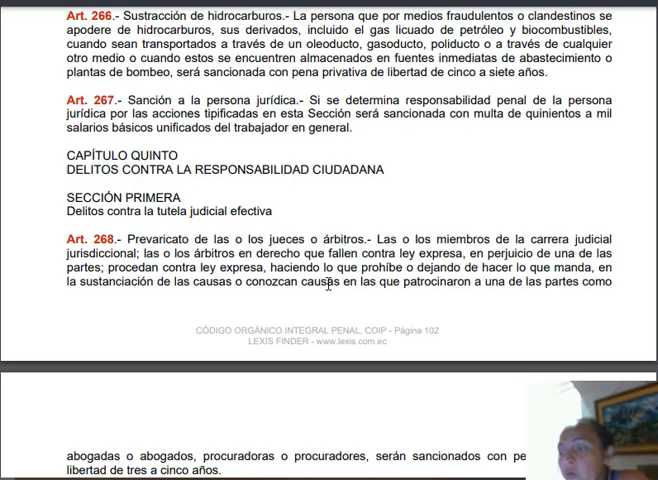 Art. 266.- Sustracción de hidrocarburos.- La persona que por medios fraudulentos o clandestinos se
apodere de hidrocarburos, sus derivados, incluido el gas licuado de petróleo y biocombustibles,
cuando sean transportados a través de un oleoducto, gasoducto, poliducto o a través de cualquier
otro medio o cuando estos se encuentren almacenados en fuentes inmediatas de abastecimiento o
plantas de bombeo, será sancionada con pena privativa de libertad de cinco a siete años.
Art. 267.- Sanción a la persona jurídica.- Si se determina responsabilidad penal de la persona
jurídica por las acciones tipificadas en esta Sección será sancionada con multa de quinientos a mil
salarios básicos unificados del trabajador en general.
CAPÍTULO QUINTO
DELITOS CONTRA LA RESPONSABILIDAD CIUDADANA
SECCIÓN PRIMERA
Delitos contra la tutela judicial efectiva
Art. 268.- Prevaricato de las o los jueces o árbitros.- Las o los miembros de la carrera judicial
jurisdiccional; las o los árbitros en derecho que fallen contra ley expresa, en perjuicio de una de las
partes; procedan contra ley expresa, haciendo lo que prohíbe o dejando de hacer lo que manda, en
la sustanciación de las causas o conozcan causas en las que patrocinaron a una de las partes como
CÓDIGO ORGÁNICO INTEGRAL PENAL, COIP - Página 102
LEXIS FINDER - www.lexis.com.ec
abogadas o abogados, procuradoras o procuradores, serán sancionados con pe
libertad de tres a cinco años.